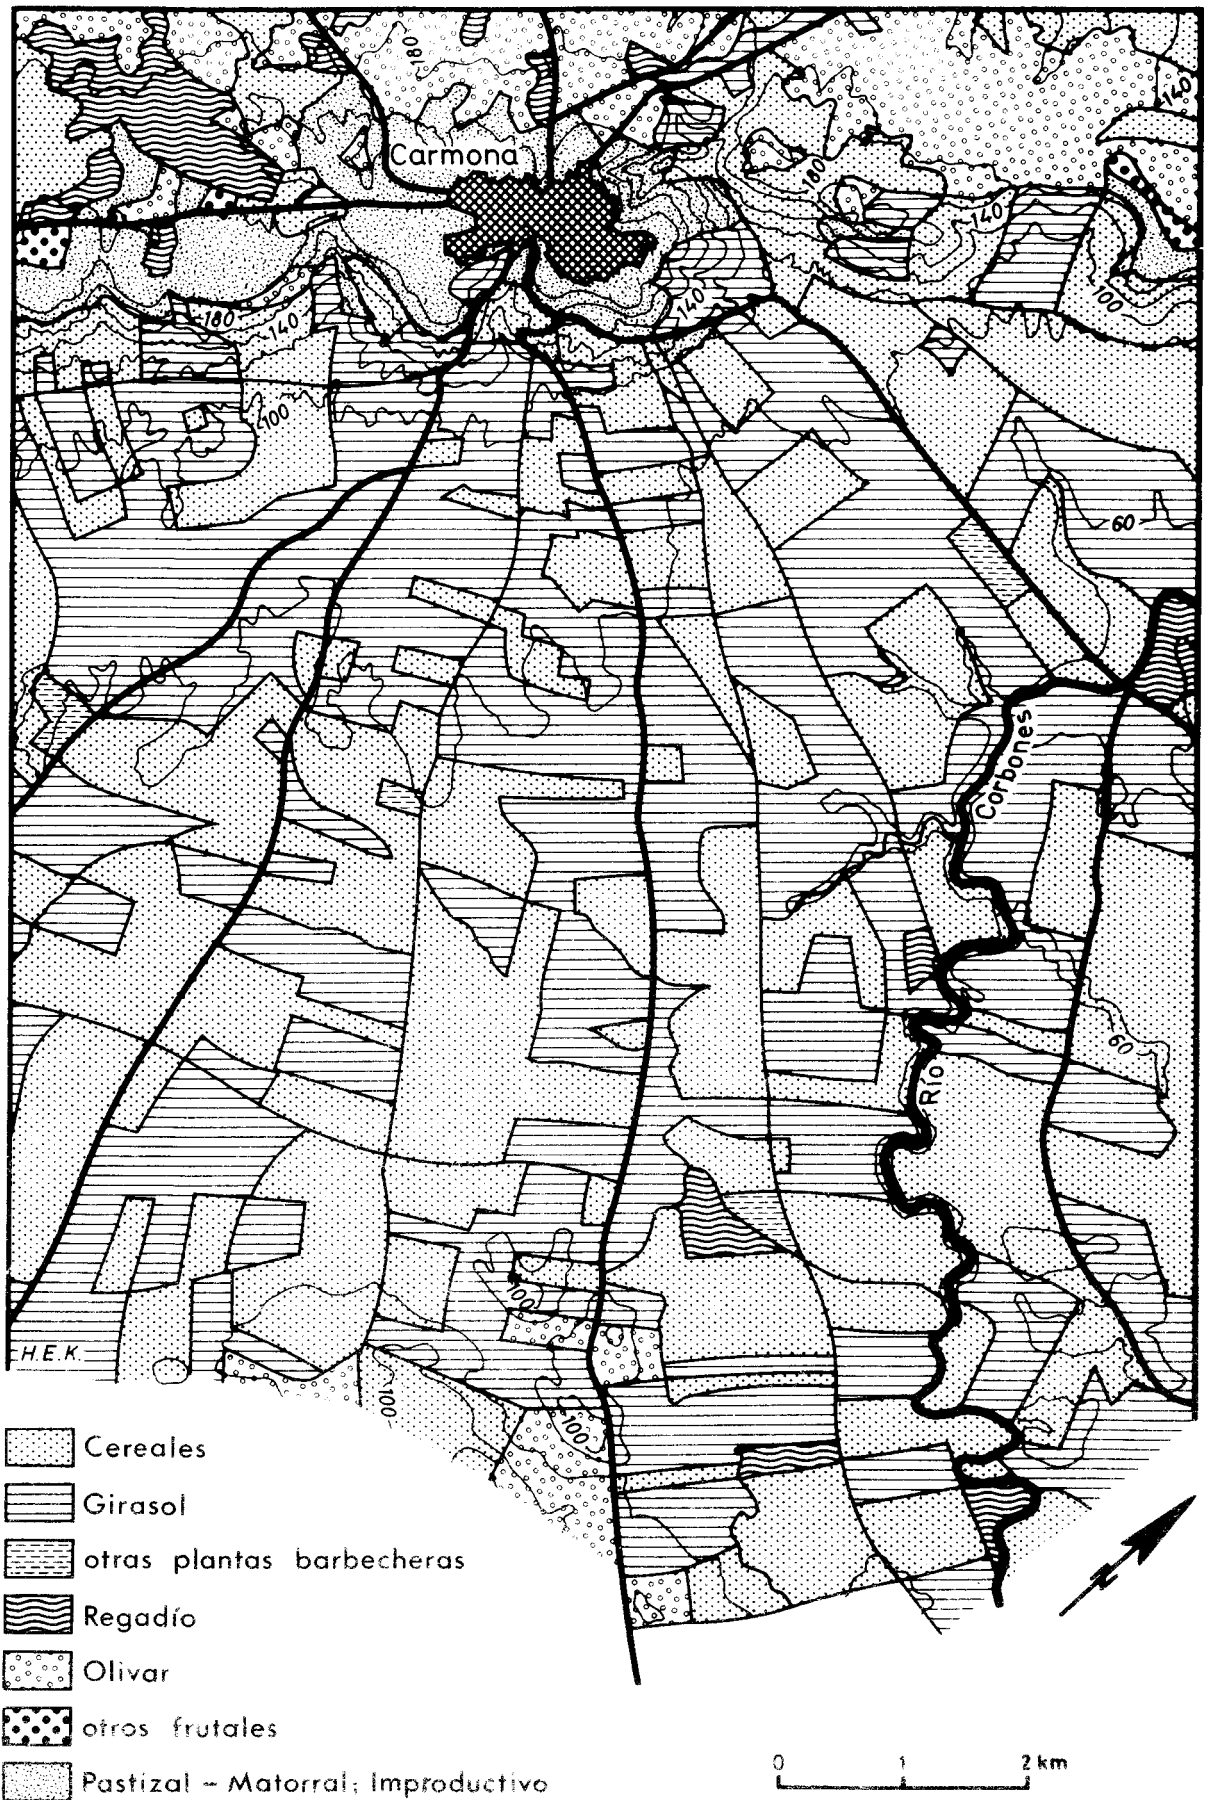 180
140
Carmona
180
140
180
140
140
100
100
60
Corbones
60
Río
100
H.E.K.
100
100
Cereales
Girasol
otras plantas barbecheras
Regadío
Olivar
otros frutales
Pastizal – Matorral; Improductivo
N
0 1 2 km